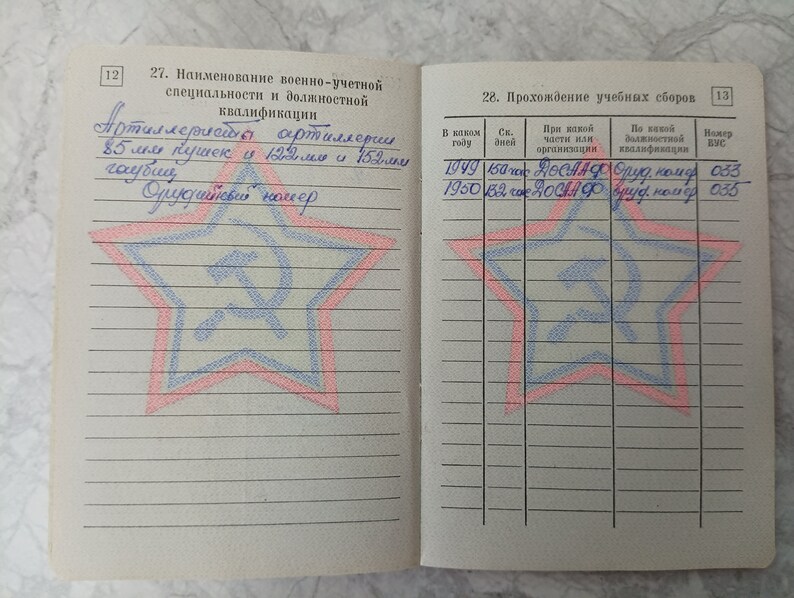 12
27. Наименование военно-учетной
специальности и должностной
квалификации
Артиллеристы артиллерии
85 мм пушек и 122 мм и 152 мм
гаубиц
Орудийный номер
28. Прохождение учебных сборов 13
В каком году Ск. дней При какой части или организации По какой должностной квалификации Номер ВУС
1949 150 час ДОСААФ Оруд. номер 033
1950 132 час ДОСААФ Оруд. номер 035